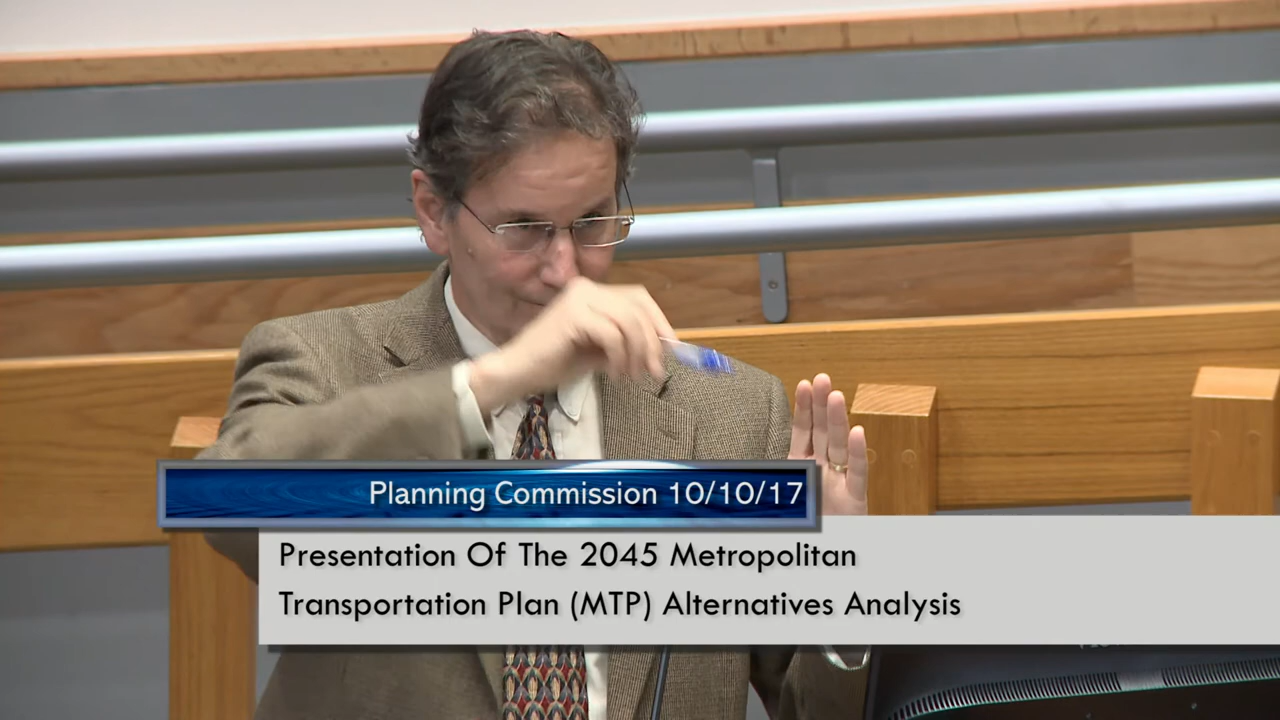 Planning Commission 10/10/17
Presentation Of The 2045 Metropolitan
Transportation Plan (MTP) Alternatives Analysis